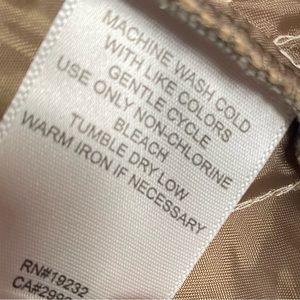 MACHINE WASH COLD
WITH LIKE COLORS
GENTLE CYCLE
USE ONLY NON-CHLORINE
BLEACH
TUMBLE DRY LOW
WARM IRON IF NECESSARY
RN#19232